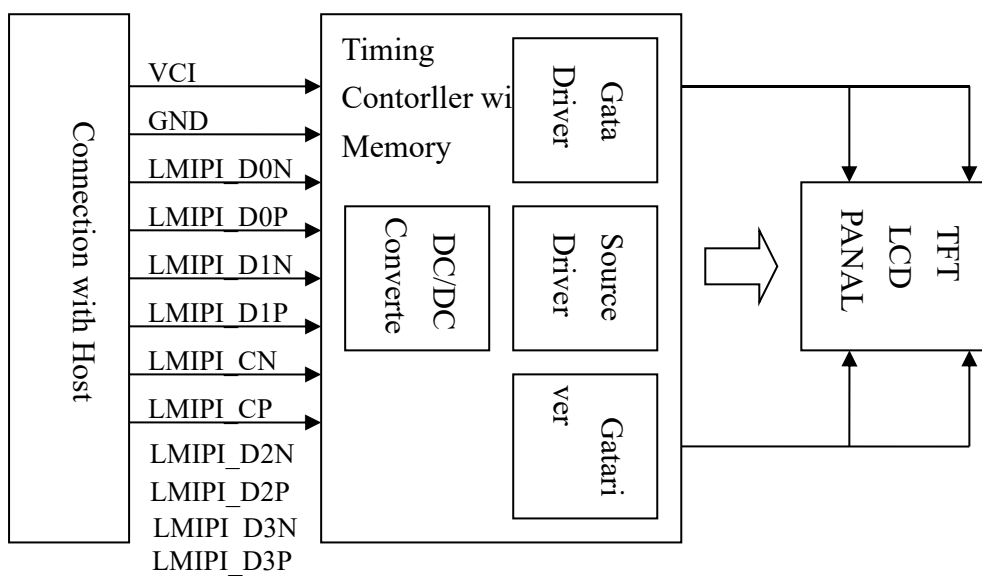 Connection with Host
VCI
GND
LMIPI_D0N
LMIPI_D0P
LMIPI_D1N
LMIPI_D1P
LMIPI_CN
LMIPI_CP
LMIPI_D2N
LMIPI_D2P
LMIPI_D3N
LMIPI_D3P
Timing
Contorller wi
Memory
Gata
Driver
DC/DC
Converte
Source
Driver
Gatari
ver
TFT
LCD
PANAL